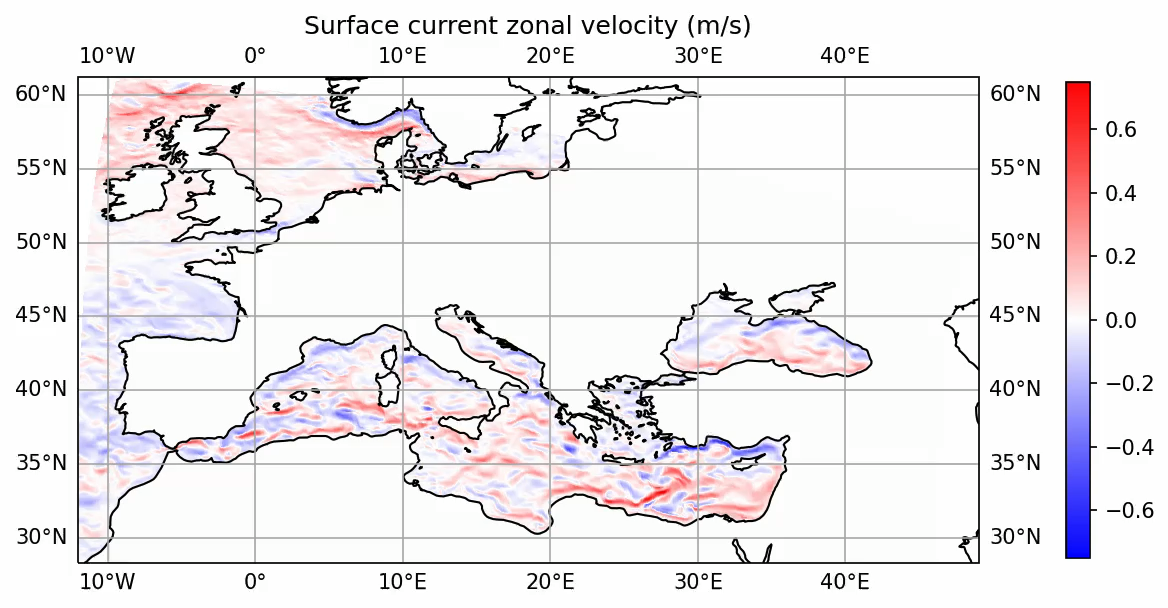 Surface current zonal velocity (m/s)
10°W 0° 10°E 20°E 30°E 40°E
60°N 60°N 0.6
55°N 55°N 0.4
50°N 50°N 0.2
45°N 45°N 0.0
40°N 40°N −0.2
35°N 35°N −0.4
30°N 30°N −0.6
10°W 0° 10°E 20°E 30°E 40°E